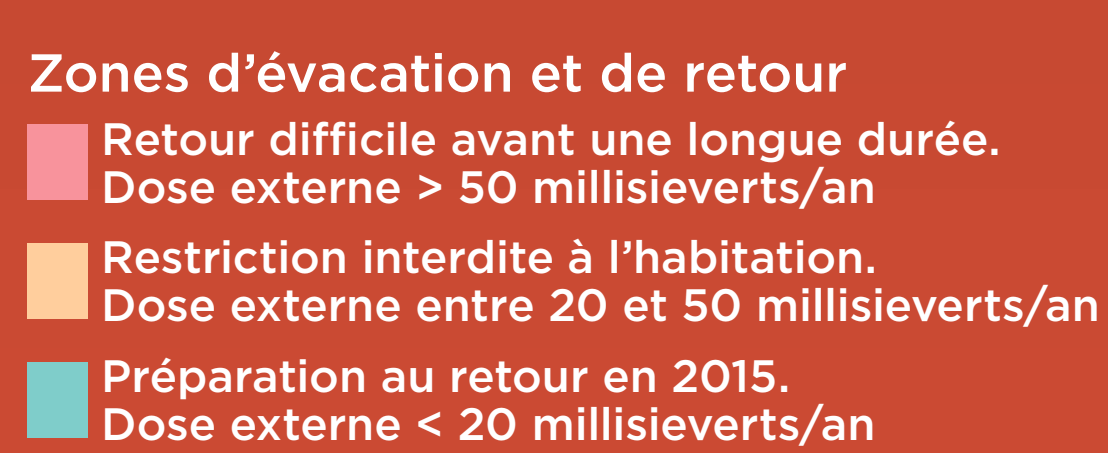 Zones d’évacation et de retour
Retour difficile avant une longue durée.
Dose externe > 50 millisieverts/an
Restriction interdite à l’habitation.
Dose externe entre 20 et 50 millisieverts/an
Préparation au retour en 2015.
Dose externe < 20 millisieverts/an